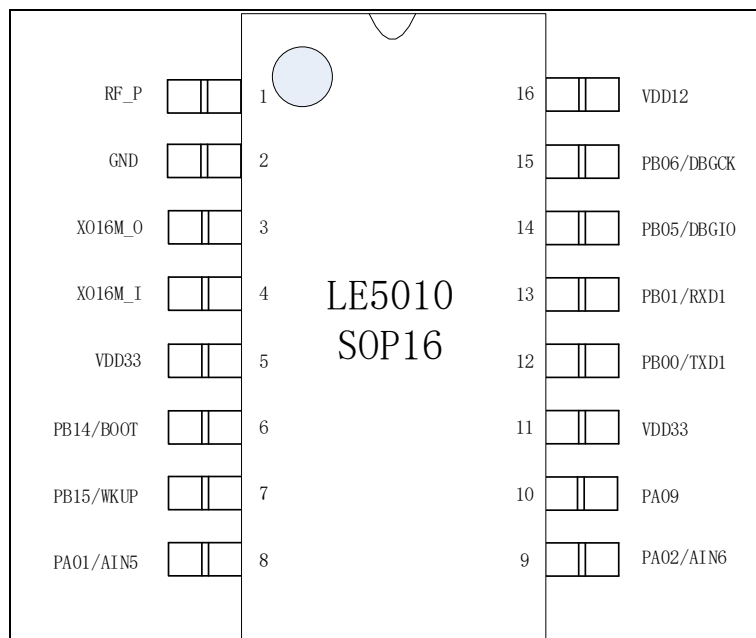 RF_P 1 16 VDD12
GND 2 15 PB06/DBGCK
XO16M_O 3 14 PB05/DBGIO
XO16M_I 4 13 PB01/RXD1
LE5010
SOP16
VDD33 5 12 PB00/TXD1
PB14/BOOT 6 11 VDD33
PB15/WKUP 7 10 PA09
PA01/AIN5 8 9 PA02/AIN6